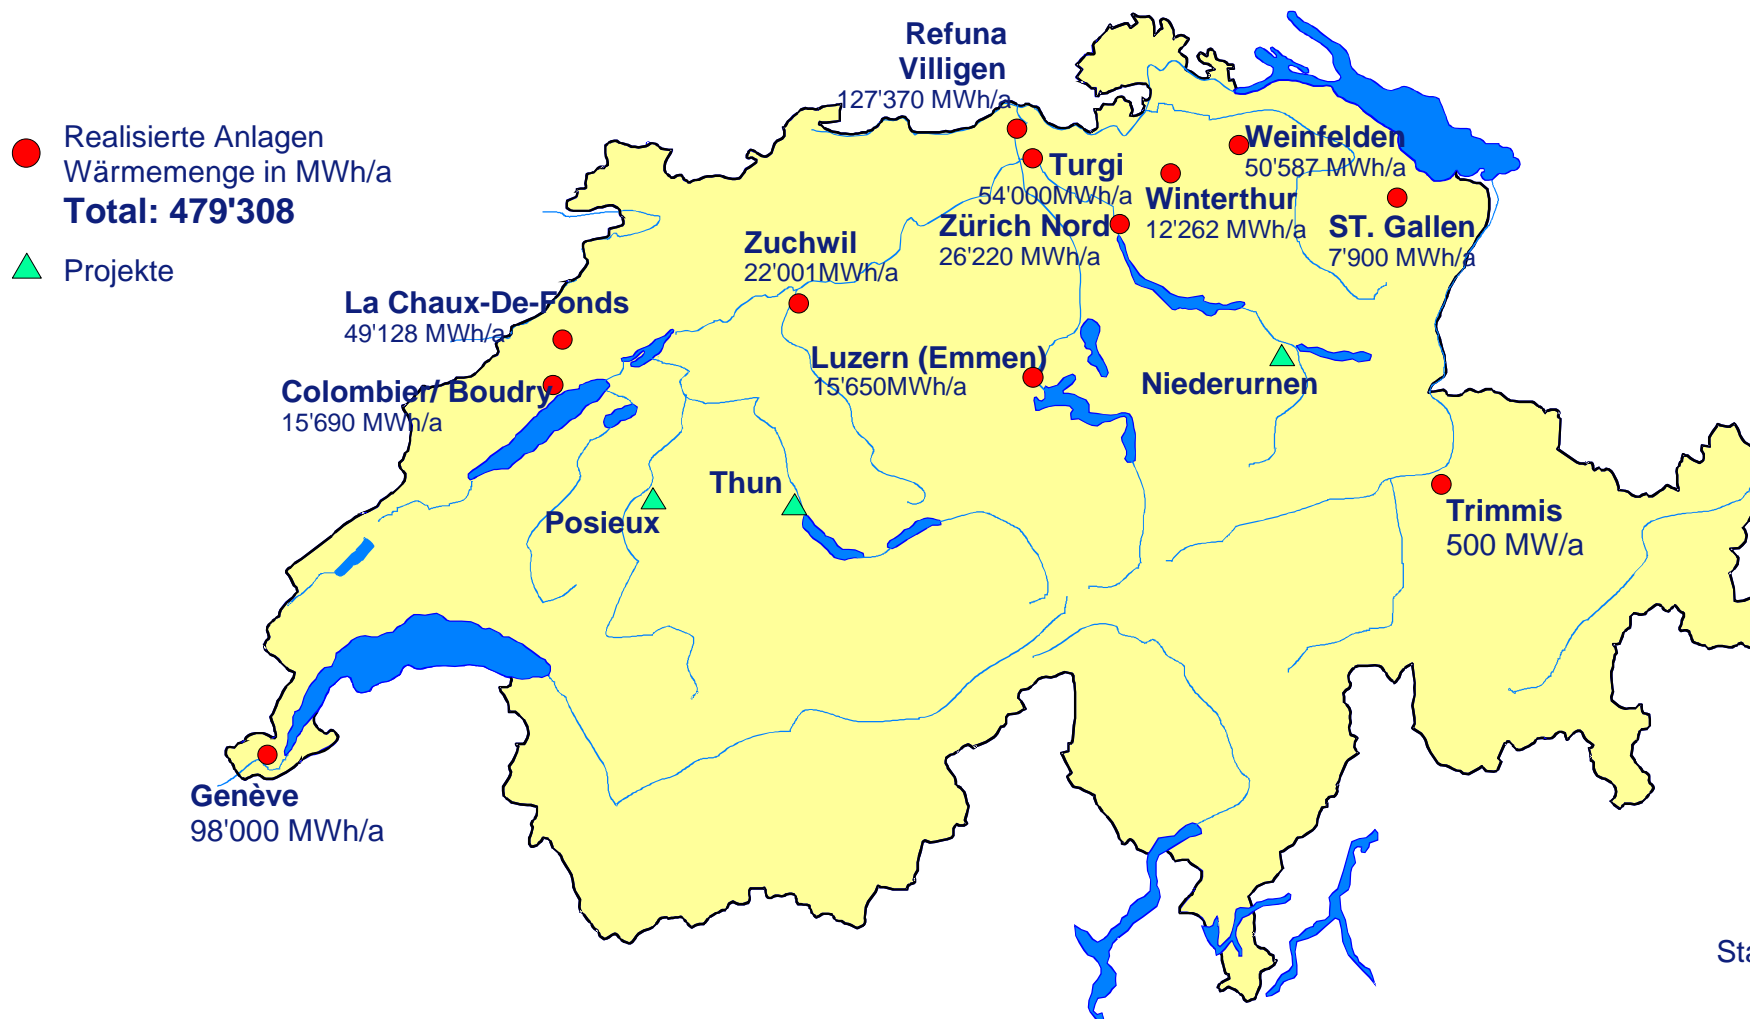 Realisierte Anlagen
Wärmemenge in MWh/a
Total: 479'308
Projekte
Refuna
Villigen
127'370 MWh/a
Turgi
54'000MWh/a
Weinfelden
50'587 MWh/a
Winterthur
12'262 MWh/a
ST. Gallen
7'900 MWh/a
Zürich Nord
26'220 MWh/a
Zuchwil
22'001MWh/a
La Chaux-De-Fonds
49'128 MWh/a
Colombier/ Boudry
15'690 MWh/a
Luzern (Emmen)
15'650MWh/a
Niederurnen
Thun
Posieux
Trimmis
500 MW/a
Genève
98'000 MWh/a